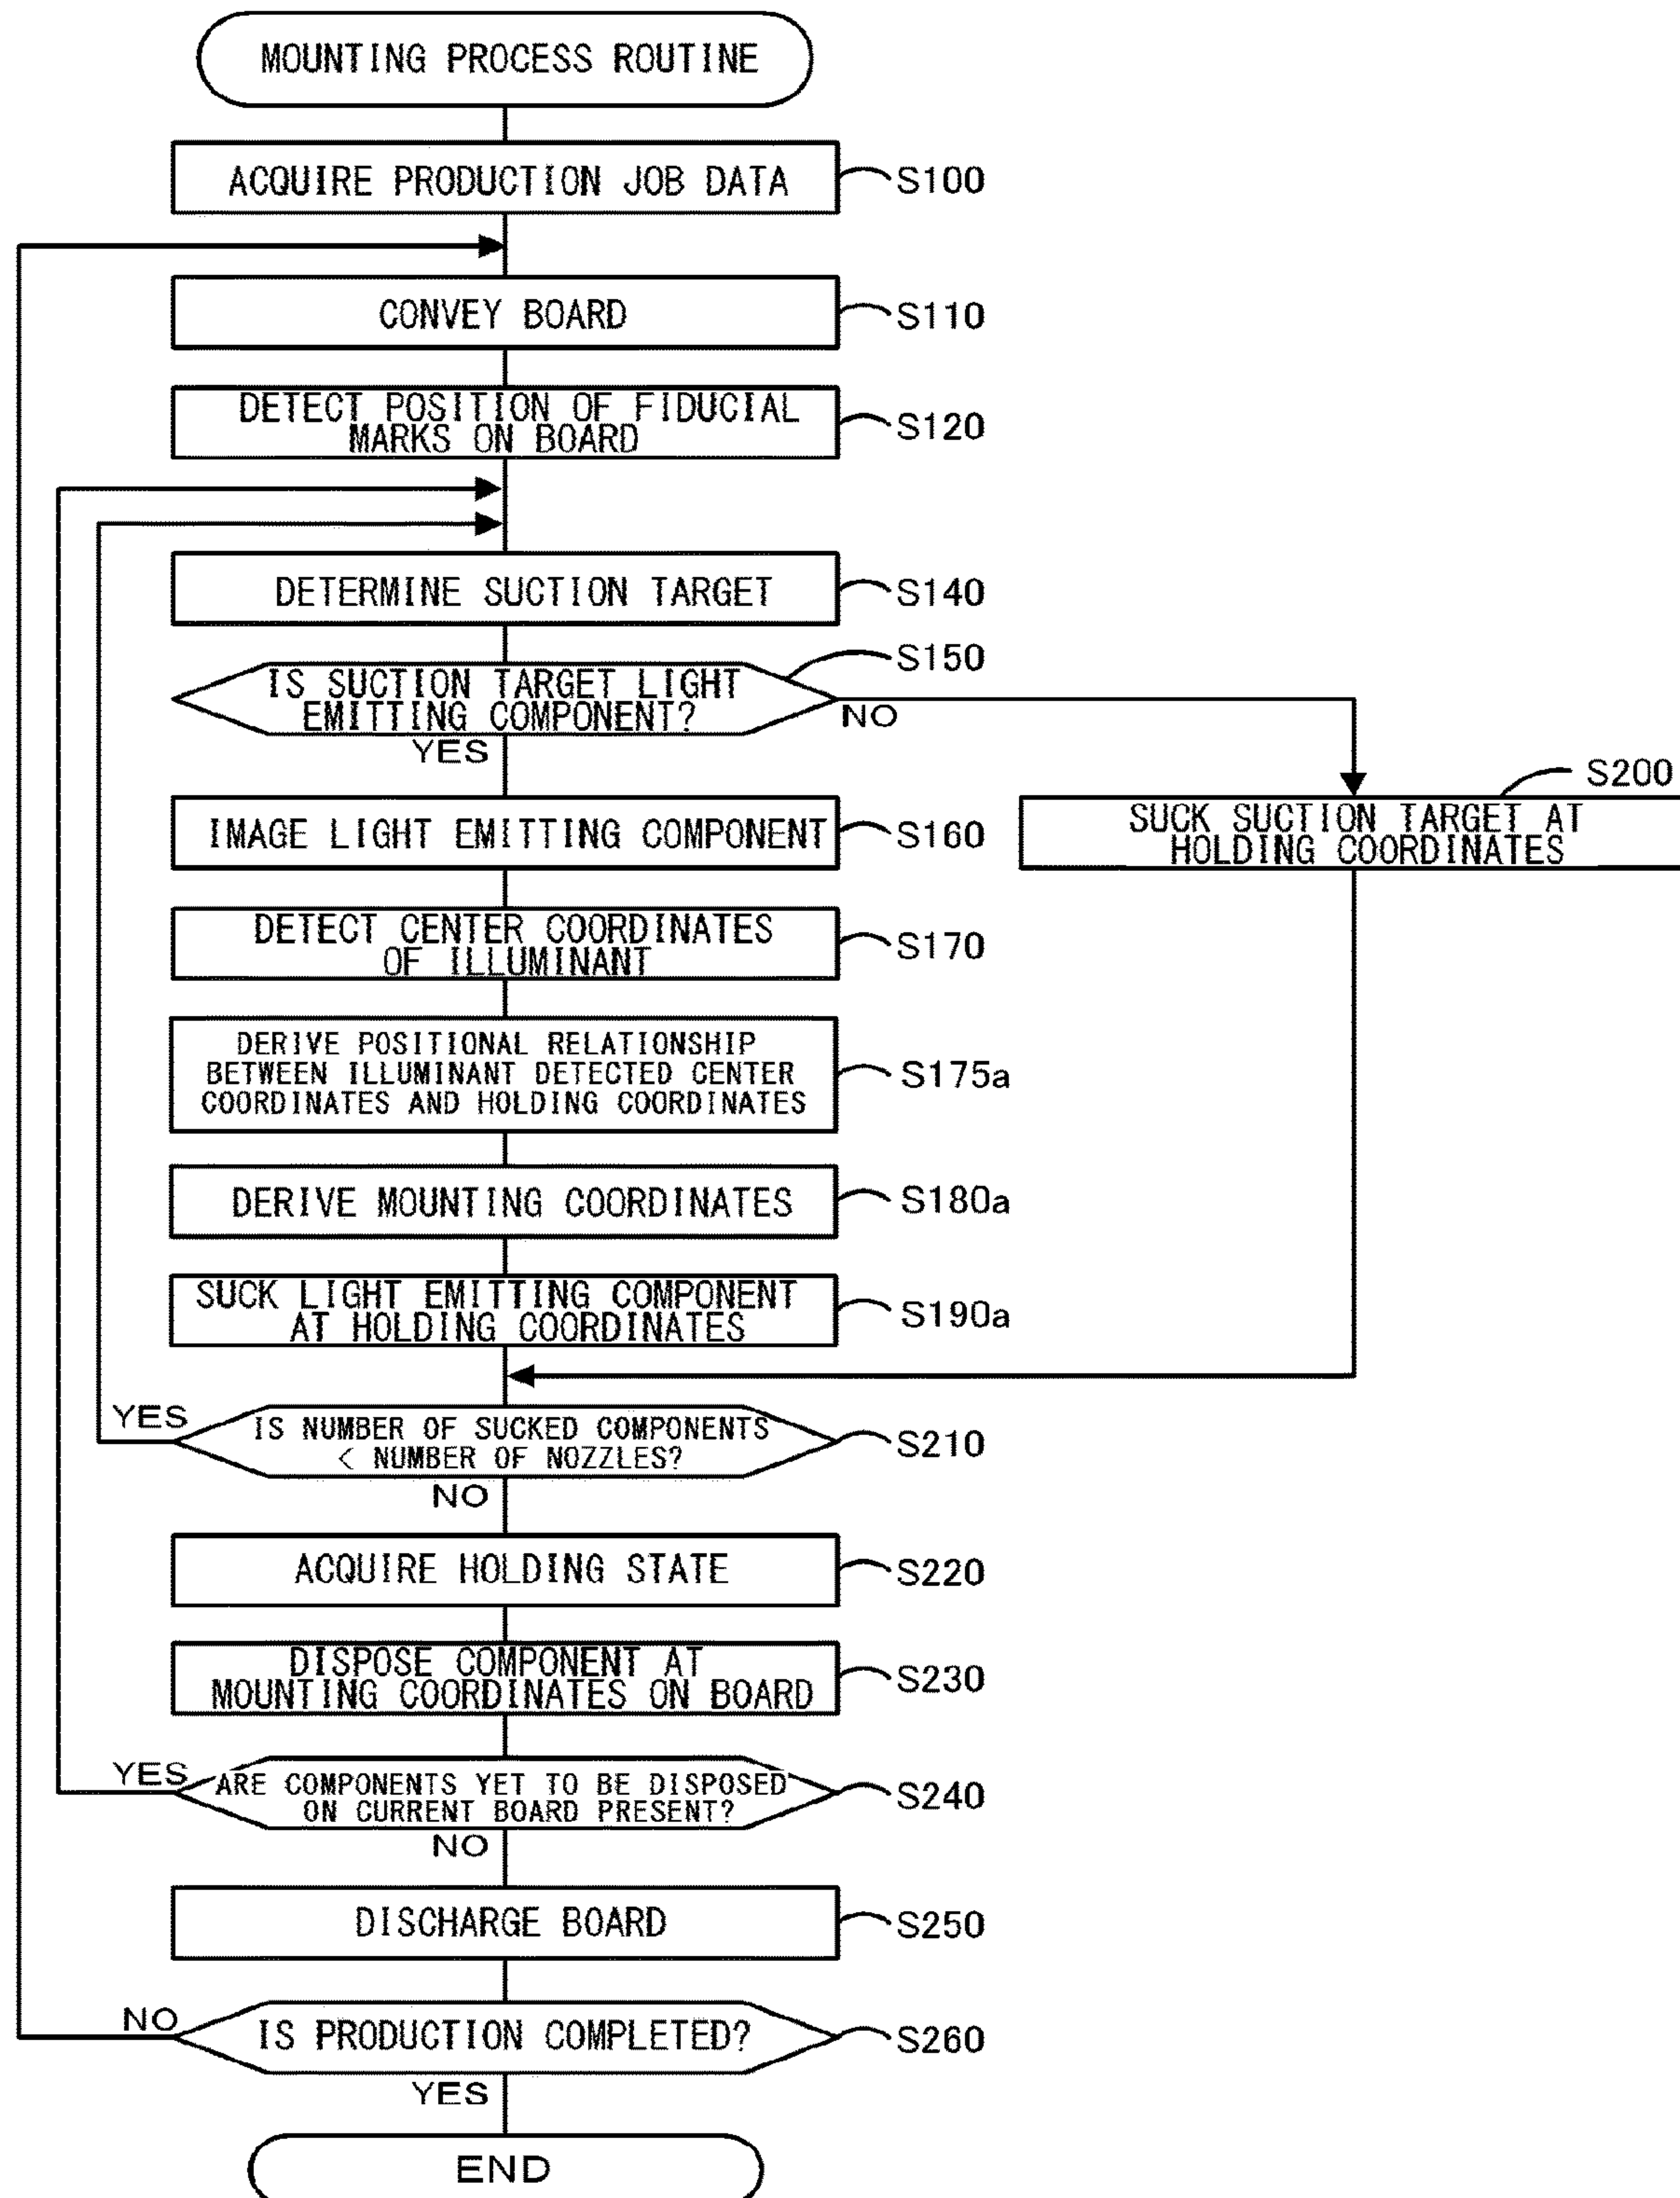 MOUNTING PROCESS ROUTINE
ACQUIRE PRODUCTION JOB DATA
S100
CONVEY BOARD
S110
DETECT POSITION OF FIDUCIAL
MARKS ON BOARD
S120
DETERMINE SUCTION TARGET
S140
IS SUCTION TARGET LIGHT
EMITTING COMPONENT?
S150
NO
YES
IMAGE LIGHT EMITTING COMPONENT
S160
SUCK SUCTION TARGET AT
HOLDING COORDINATES
S200
DETECT CENTER COORDINATES
OF ILLUMINANT
S170
DERIVE POSITIONAL RELATIONSHIP
BETWEEN ILLUMINANT DETECTED CENTER
COORDINATES AND HOLDING COORDINATES
S175a
DERIVE MOUNTING COORDINATES
S180a
SUCK LIGHT EMITTING COMPONENT
AT HOLDING COORDINATES
S190a
YES
IS NUMBER OF SUCKED COMPONENTS
< NUMBER OF NOZZLES?
S210
NO
ACQUIRE HOLDING STATE
S220
DISPOSE COMPONENT AT
MOUNTING COORDINATES ON BOARD
S230
YES
ARE COMPONENTS YET TO BE DISPOSED
ON CURRENT BOARD PRESENT?
S240
NO
DISCHARGE BOARD
S250
NO
IS PRODUCTION COMPLETED?
S260
YES
END